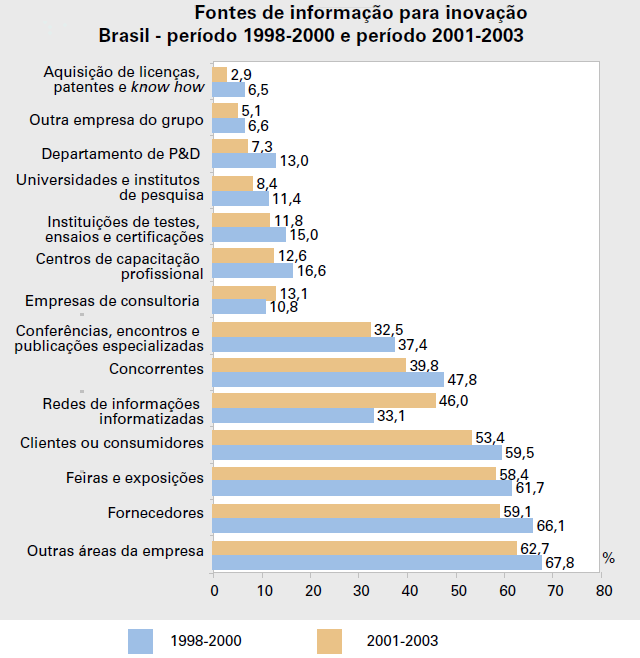 Fontes de informação para inovação
Brasil - período 1998-2000 e período 2001-2003
Aquisição de licenças,
patentes e know how
2,9
6,5
Outra empresa do grupo
5,1
6,6
Departamento de P&D
7,3
13,0
Universidades e institutos
de pesquisa
8,4
11,4
Instituições de testes,
ensaios e certificações
11,8
15,0
Centros de capacitação
profissional
12,6
16,6
Empresas de consultoria
13,1
10,8
Conferências, encontros e
publicações especializadas
32,5
37,4
Concorrentes
39,8
47,8
Redes de informações
informatizadas
46,0
33,1
Clientes ou consumidores
53,4
59,5
Feiras e exposições
58,4
61,7
Fornecedores
59,1
66,1
Outras áreas da empresa
62,7
67,8
%
0 10 20 30 40 50 60 70 80
1998-2000 2001-2003